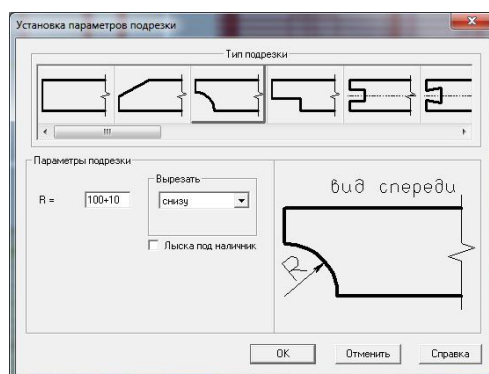 Установка параметров подрезки
Тип подрезки
Параметры подрезки
R =
100+10
Вырезать
снизу
Лыска под наличник
вид спереди
R
OK
Отменить
Справка